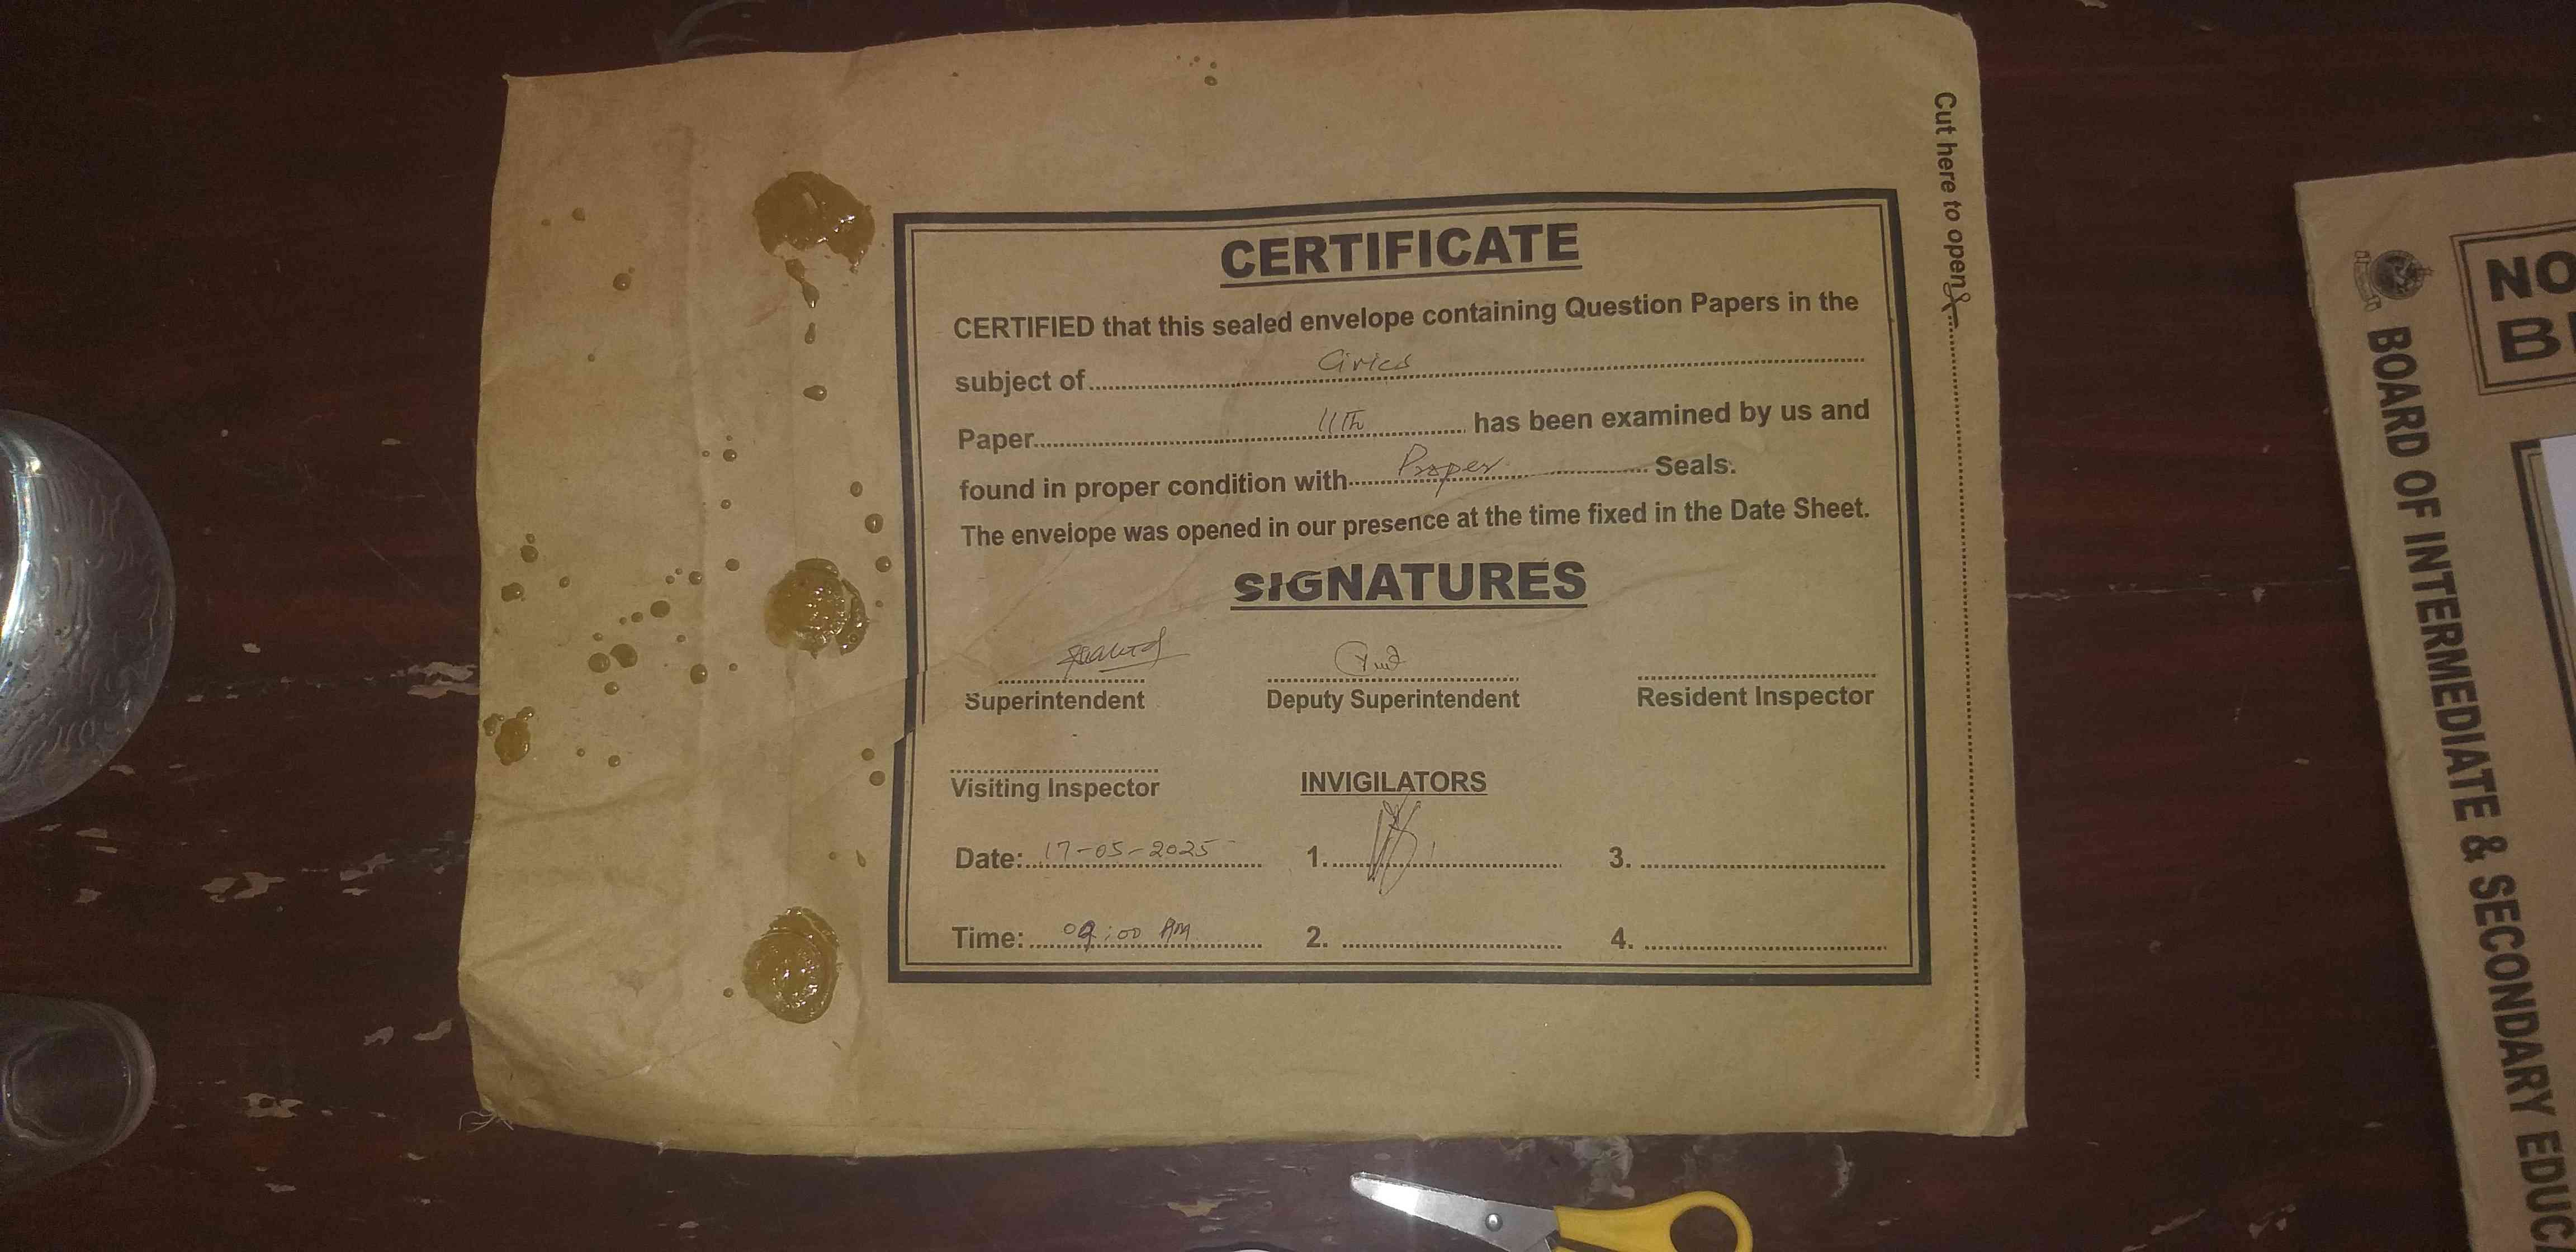 CERTIFICATE
CERTIFIED that this sealed envelope containing Question Papers in the
subject of Civics
Paper 11Th has been examined by us and
found in proper condition with Proper Seals.
The envelope was opened in our presence at the time fixed in the Date Sheet.
SIGNATURES
Superintendent Deputy Superintendent Resident Inspector
Visiting Inspector INVIGILATORS
Date: 17-05-2025 1. 3.
Time: 09:00 AM 2. 4.
Cut here to open
NO
BOARD OF INTERMEDIATE & SECONDARY EDUC